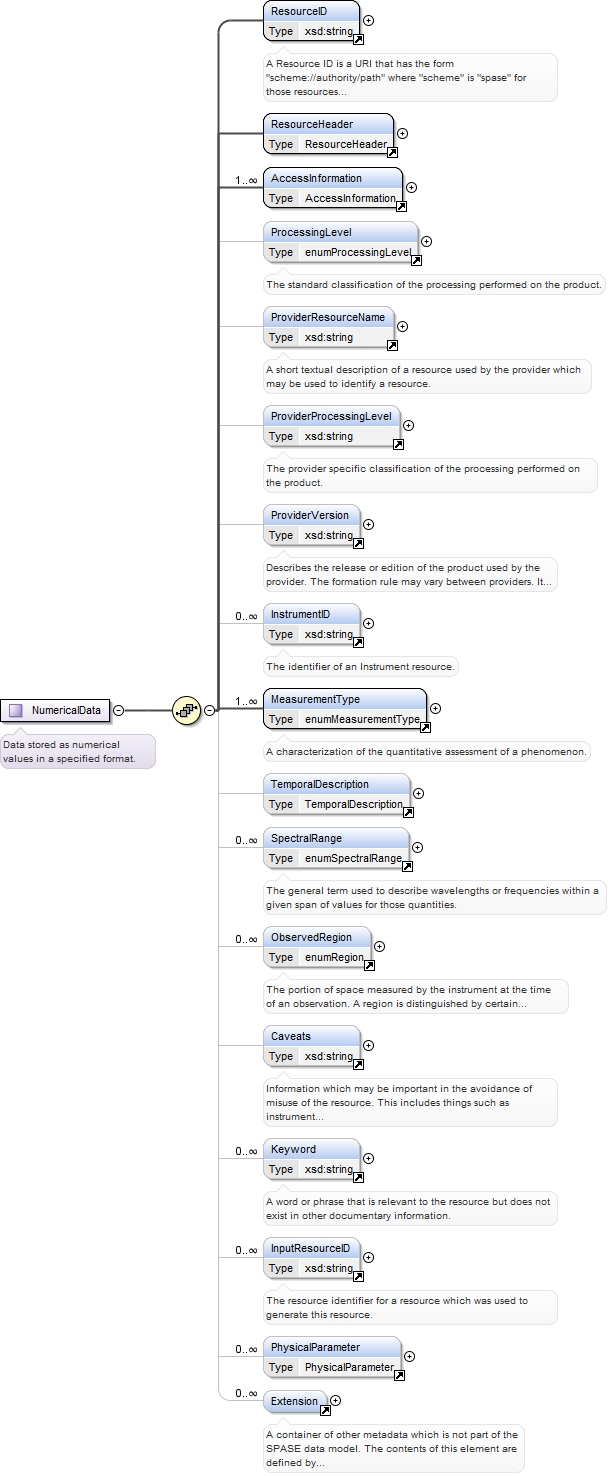 ResourceID
Type xsd:string
A Resource ID is a URI that has the form
"scheme://authority/path" where "scheme" is "spase" for
those resources...
ResourceHeader
Type ResourceHeader
1..∞
AccessInformation
Type AccessInformation
ProcessingLevel
Type enumProcessingLevel
The standard classification of the processing performed on the product.
ProviderResourceName
Type xsd:string
A short textual description of a resource used by the provider which
may be used to identify a resource.
ProviderProcessingLevel
Type xsd:string
The provider specific classification of the processing performed on
the product.
ProviderVersion
Type xsd:string
Describes the release or edition of the product used by the
provider. The formation rule may vary between providers. It...
0..∞
InstrumentID
Type xsd:string
The identifier of an Instrument resource.
NumericalData
Data stored as numerical
values in a specified format.
1..∞
MeasurementType
Type enumMeasurementType
A characterization of the quantitative assessment of a phenomenon.
TemporalDescription
Type TemporalDescription
0..∞
SpectralRange
Type enumSpectralRange
The general term used to describe wavelengths or frequencies within a
given span of values for those quantities.
0..∞
ObservedRegion
Type enumRegion
The portion of space measured by the instrument at the time
of an observation. A region is distinguished by certain...
Caveats
Type xsd:string
Information which may be important in the avoidance of
misuse of the resource. This includes things such as
instrument...
0..∞
Keyword
Type xsd:string
A word or phrase that is relevant to the resource but does not
exist in other documentary information.
0..∞
InputResourceID
Type xsd:string
The resource identifier for a resource which was used to
generate this resource.
0..∞
PhysicalParameter
Type PhysicalParameter
0..∞
Extension
A container of other metadata which is not part of the
SPASE data model. The contents of this element are
defined by...